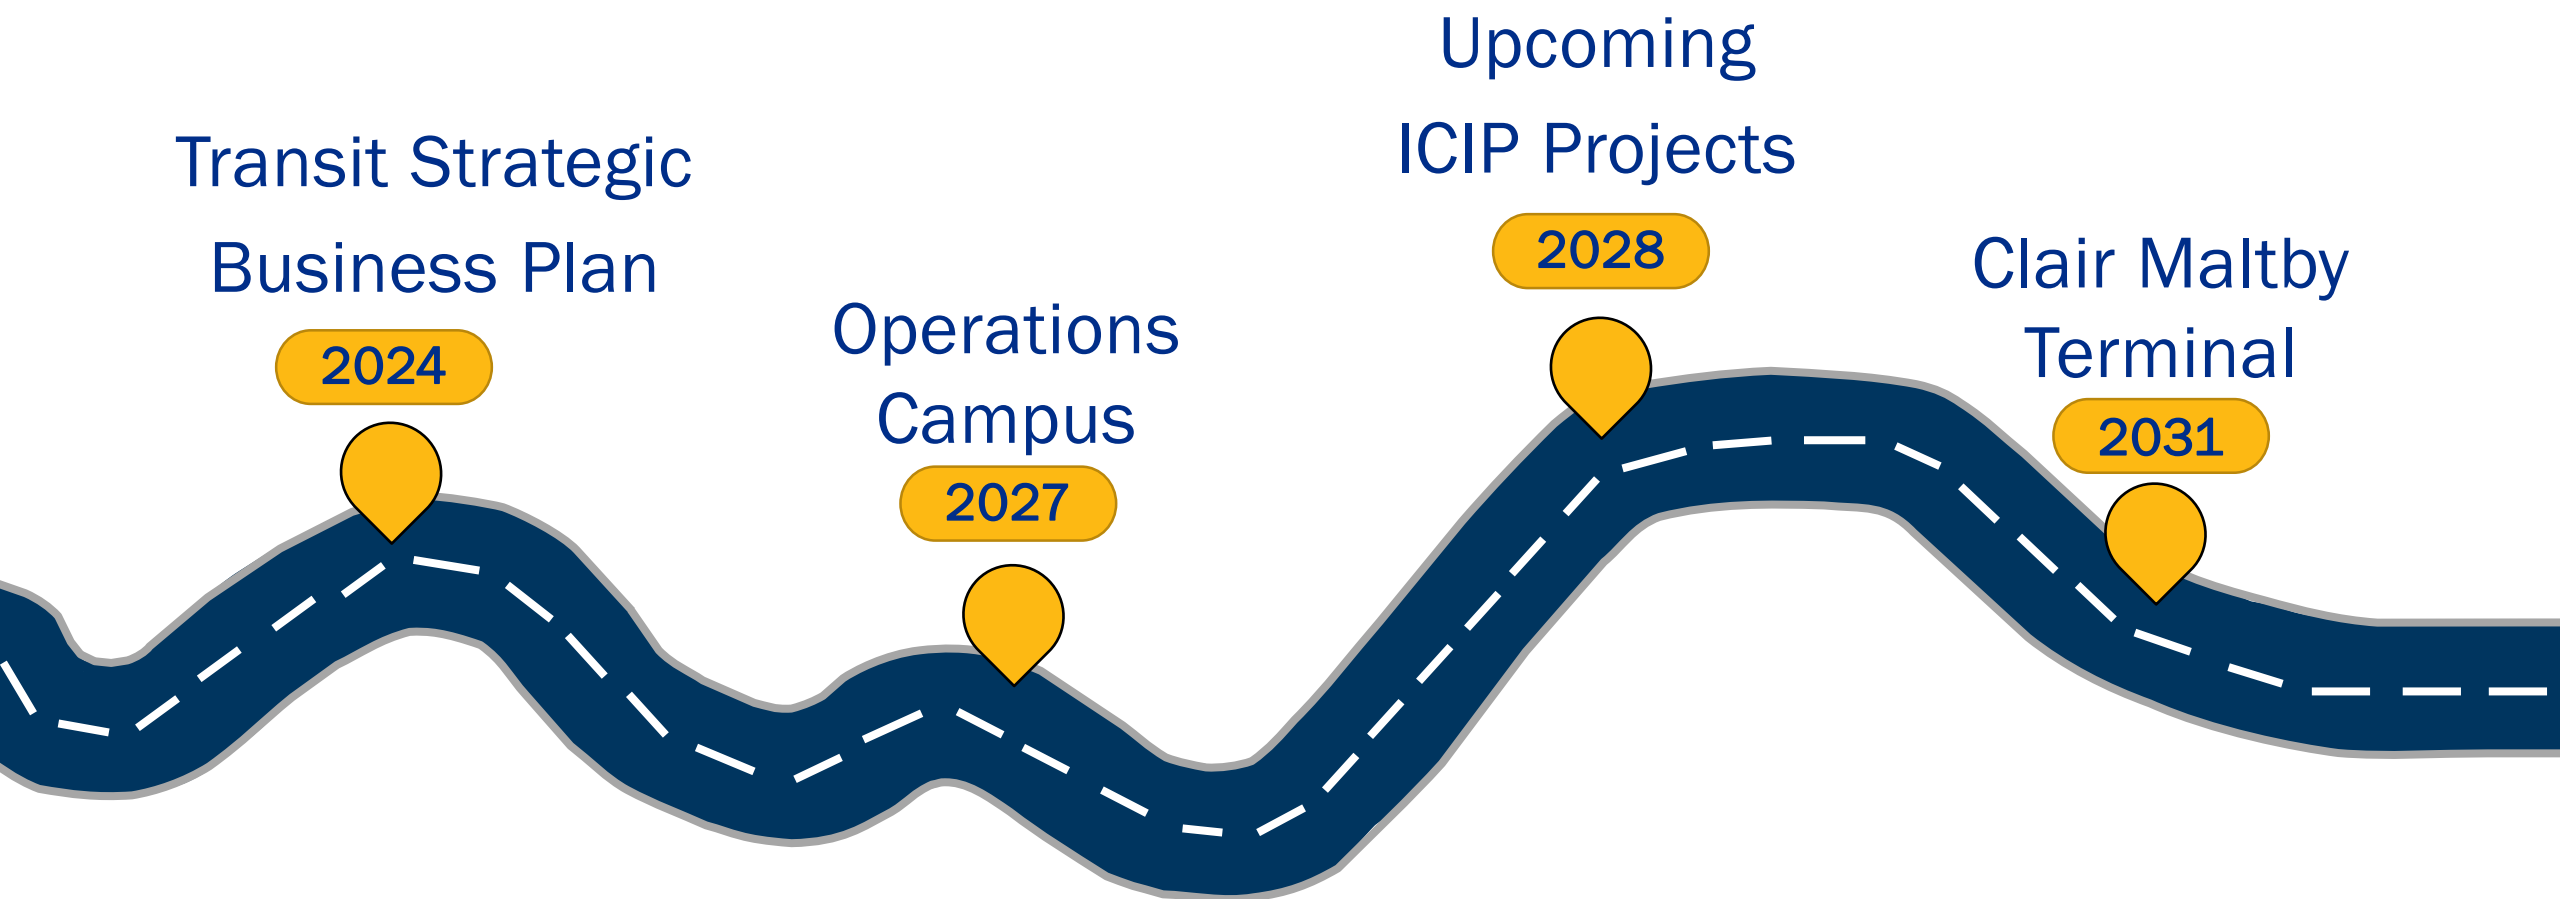 Transit Strategic
Business Plan
2024
Operations
Campus
2027
Upcoming
ICIP Projects
2028
Clair Maltby
Terminal
2031